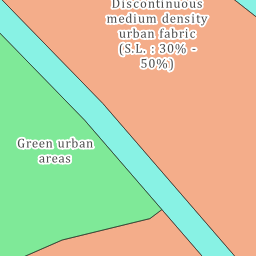 Discontinuous
medium density
urban fabric
(S.L. : 30% -
50%)
Green urban
areas